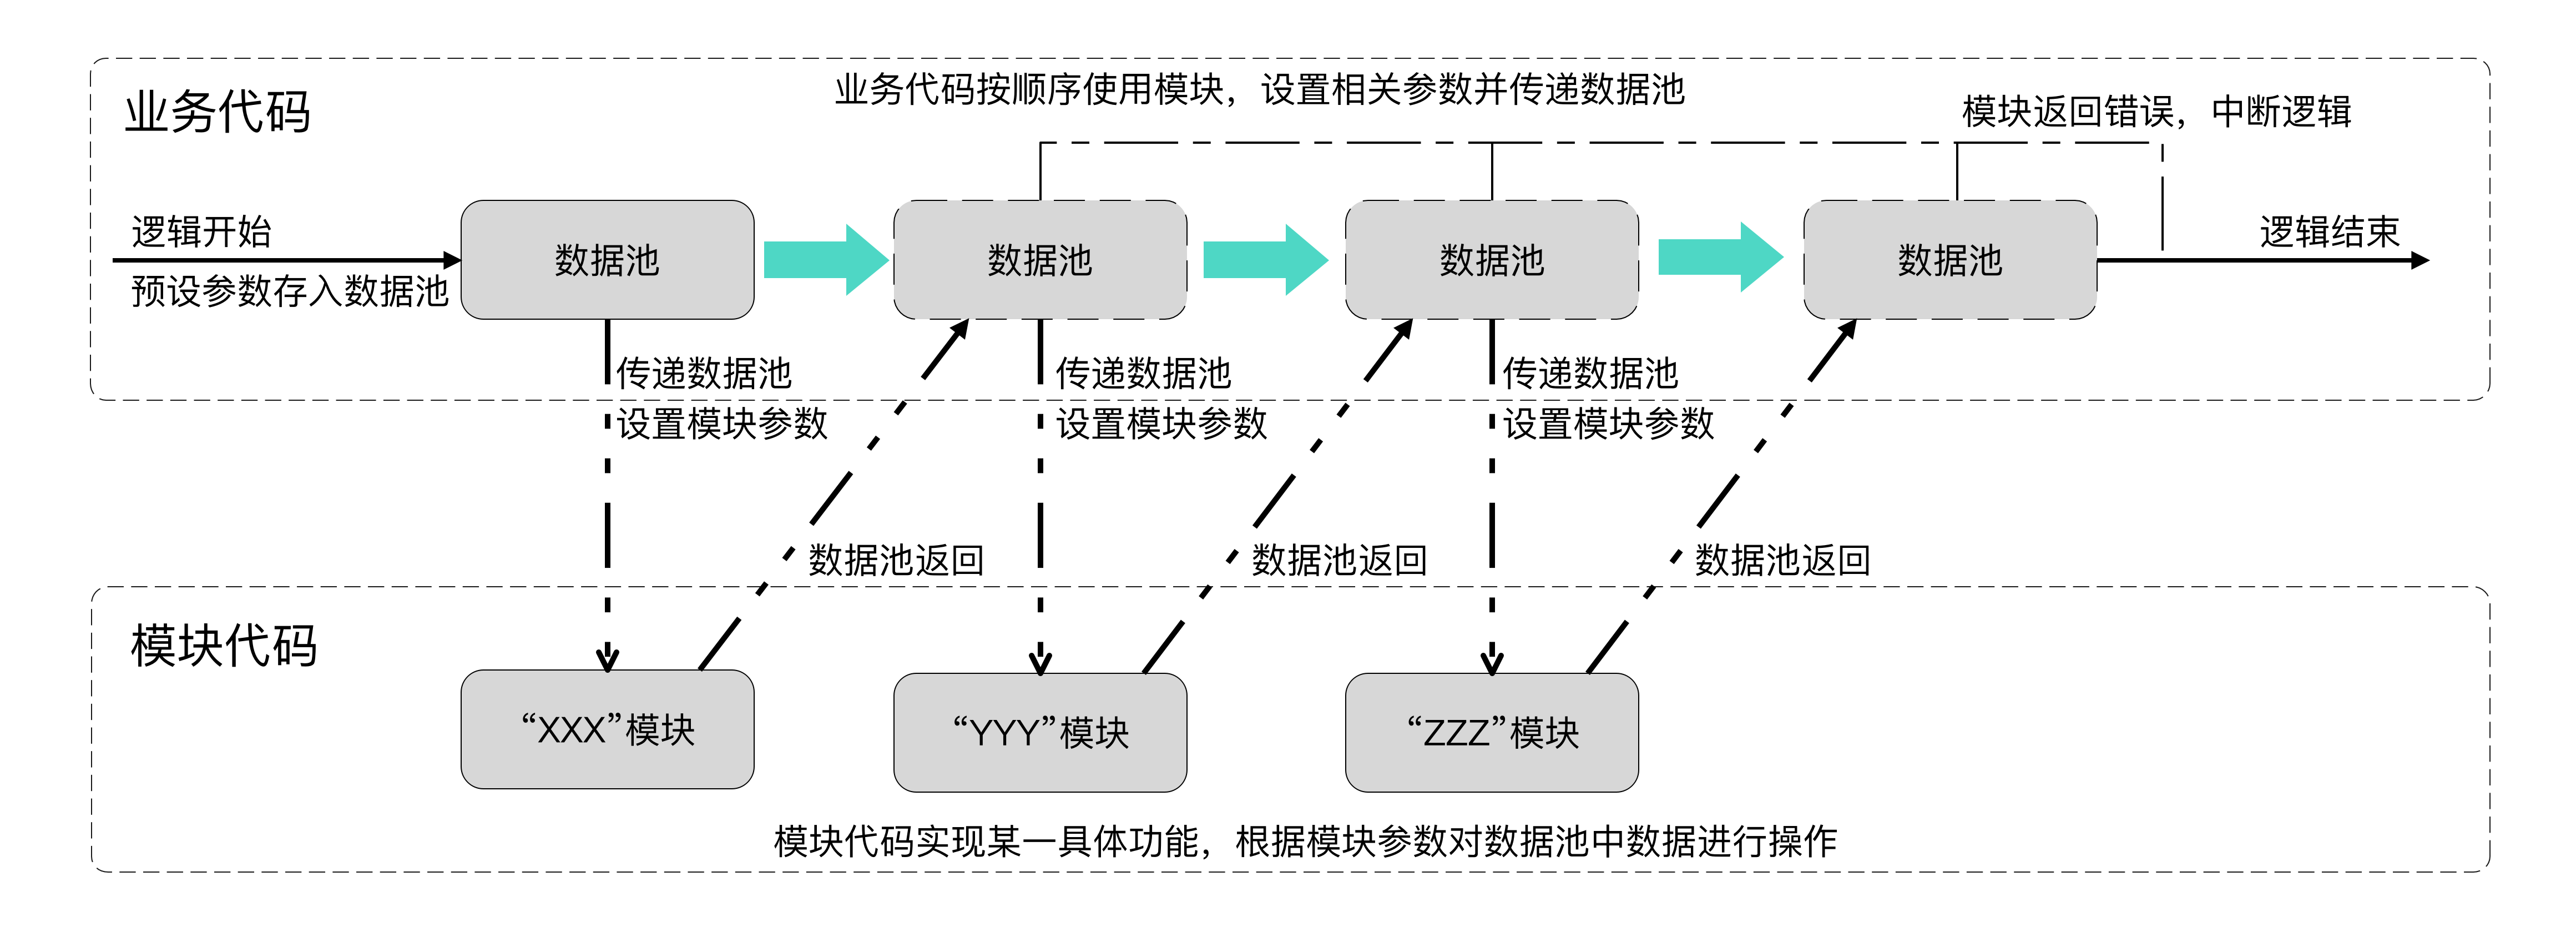 业务代码按顺序使用模块，设置相关参数并传递数据池
业务代码
模块返回错误，中断逻辑
逻辑开始
预设参数存入数据池
数据池
数据池
数据池
数据池
逻辑结束
传递数据池
设置模块参数
传递数据池
设置模块参数
传递数据池
设置模块参数
数据池返回
数据池返回
数据池返回
模块代码
“XXX”模块
“YYY”模块
“ZZZ”模块
模块代码实现某一具体功能，根据模块参数对数据池中数据进行操作